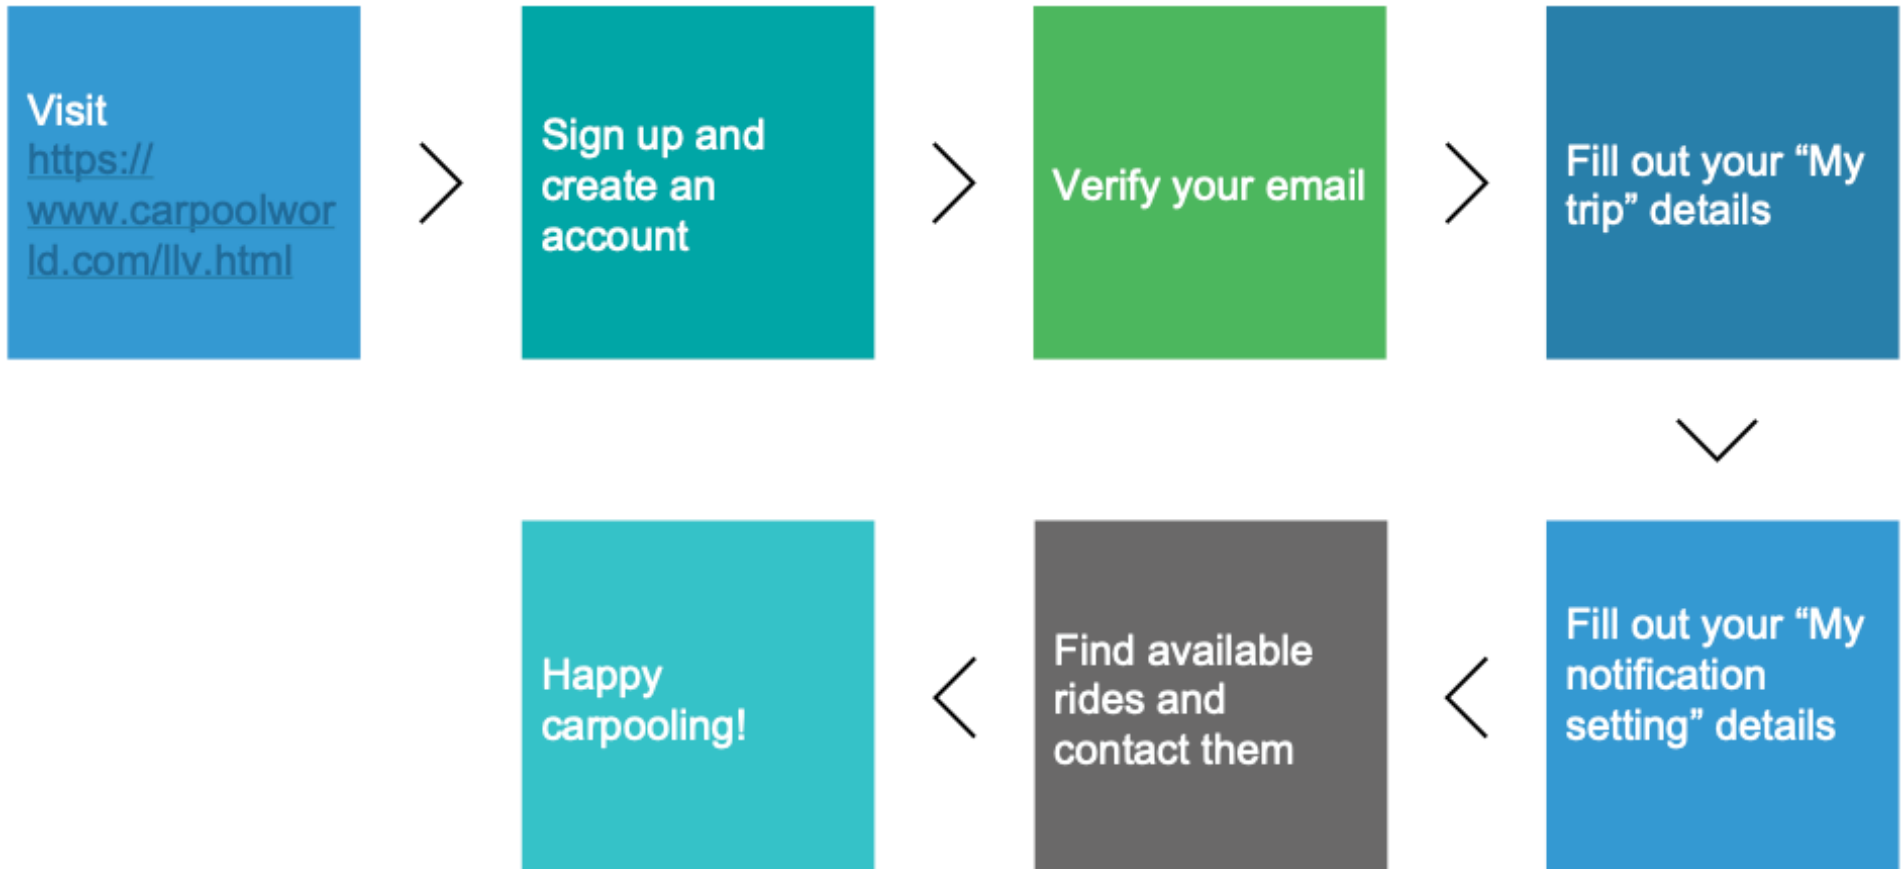 Visit
https://
www.carpoolwor
ld.com/llv.html
Sign up and
create an
account
Verify your email
Fill out your “My
trip” details
Fill out your “My
notification
setting” details
Find available
rides and
contact them
Happy
carpooling!